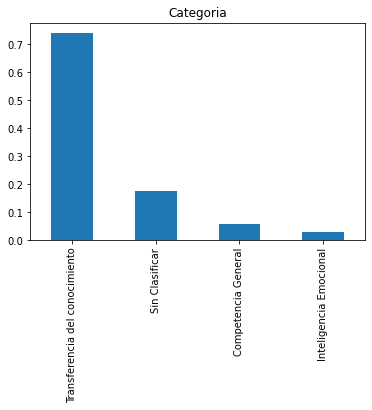 Categoria
0.7
0.6
0.5
0.4
0.3
0.2
0.1
0.0
Transferencia del conocimiento
Sin Clasificar
Competencia General
Inteligencia Emocional